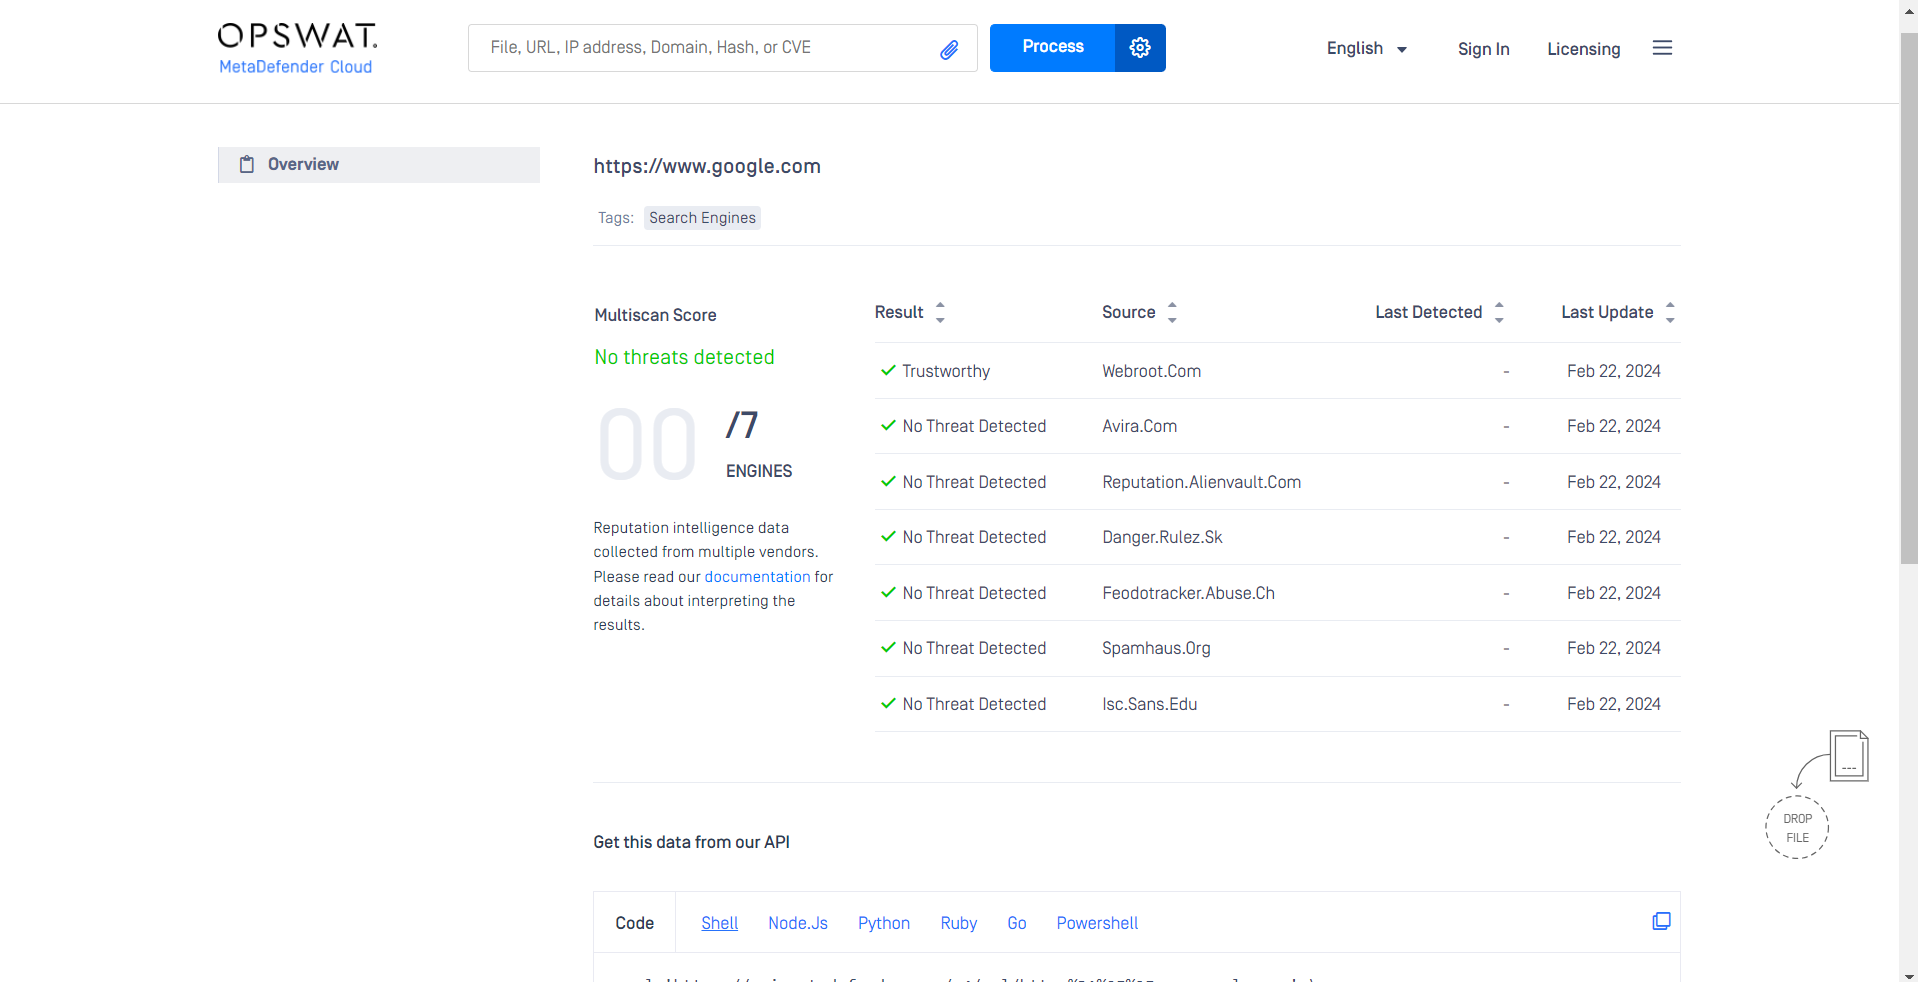 OPSWAT.
MetaDefender Cloud
File, URL, IP address, Domain, Hash, or CVE
Process
English
Sign In
Licensing
Overview
https://www.google.com
Tags: Search Engines
Multiscan Score
No threats detected
00 /7
ENGINES
Reputation intelligence data
collected from multiple vendors.
Please read our documentation for
details about interpreting the
results.
Result Source Last Detected Last Update
Trustworthy Webroot.Com - Feb 22, 2024
No Threat Detected Avira.Com - Feb 22, 2024
No Threat Detected Reputation.Alienvault.Com - Feb 22, 2024
No Threat Detected Danger.Rulez.Sk - Feb 22, 2024
No Threat Detected Feodotracker.Abuse.Ch - Feb 22, 2024
No Threat Detected Spamhaus.Org - Feb 22, 2024
No Threat Detected Isc.Sans.Edu - Feb 22, 2024
DROP
FILE
Get this data from our API
Code Shell Node.Js Python Ruby Go Powershell